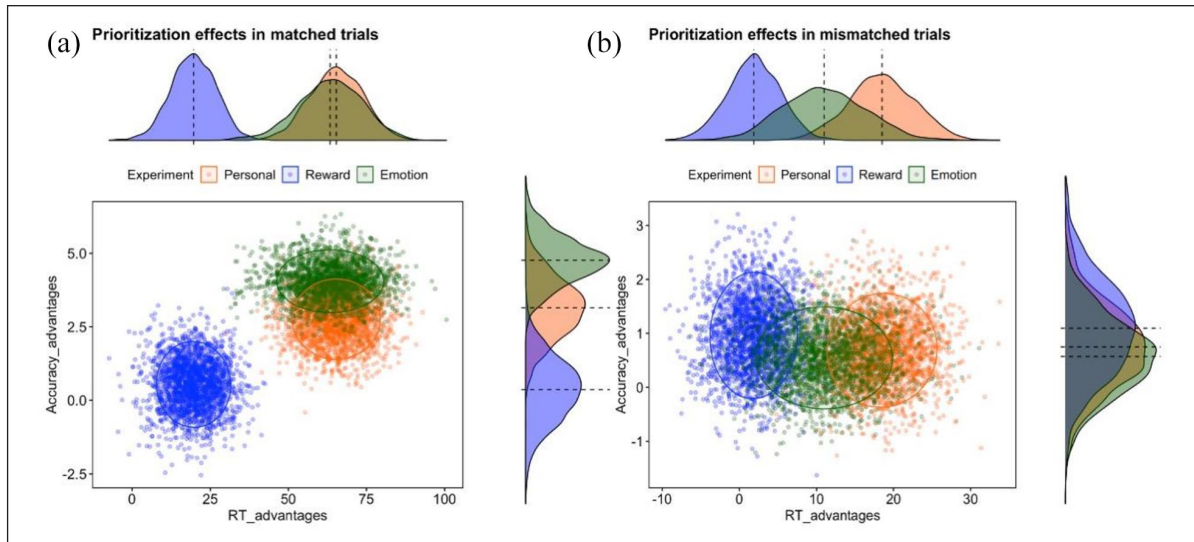 (a) Prioritization effects in matched trials
Experiment Personal Reward Emotion
5.0
2.5
0.0
-2.5
Accuracy_advantages
0 25 50 75 100
RT_advantages
(b) Prioritization effects in mismatched trials
Experiment Personal Reward Emotion
3
2
1
0
-1
Accuracy_advantages
-10 0 10 20 30
RT_advantages